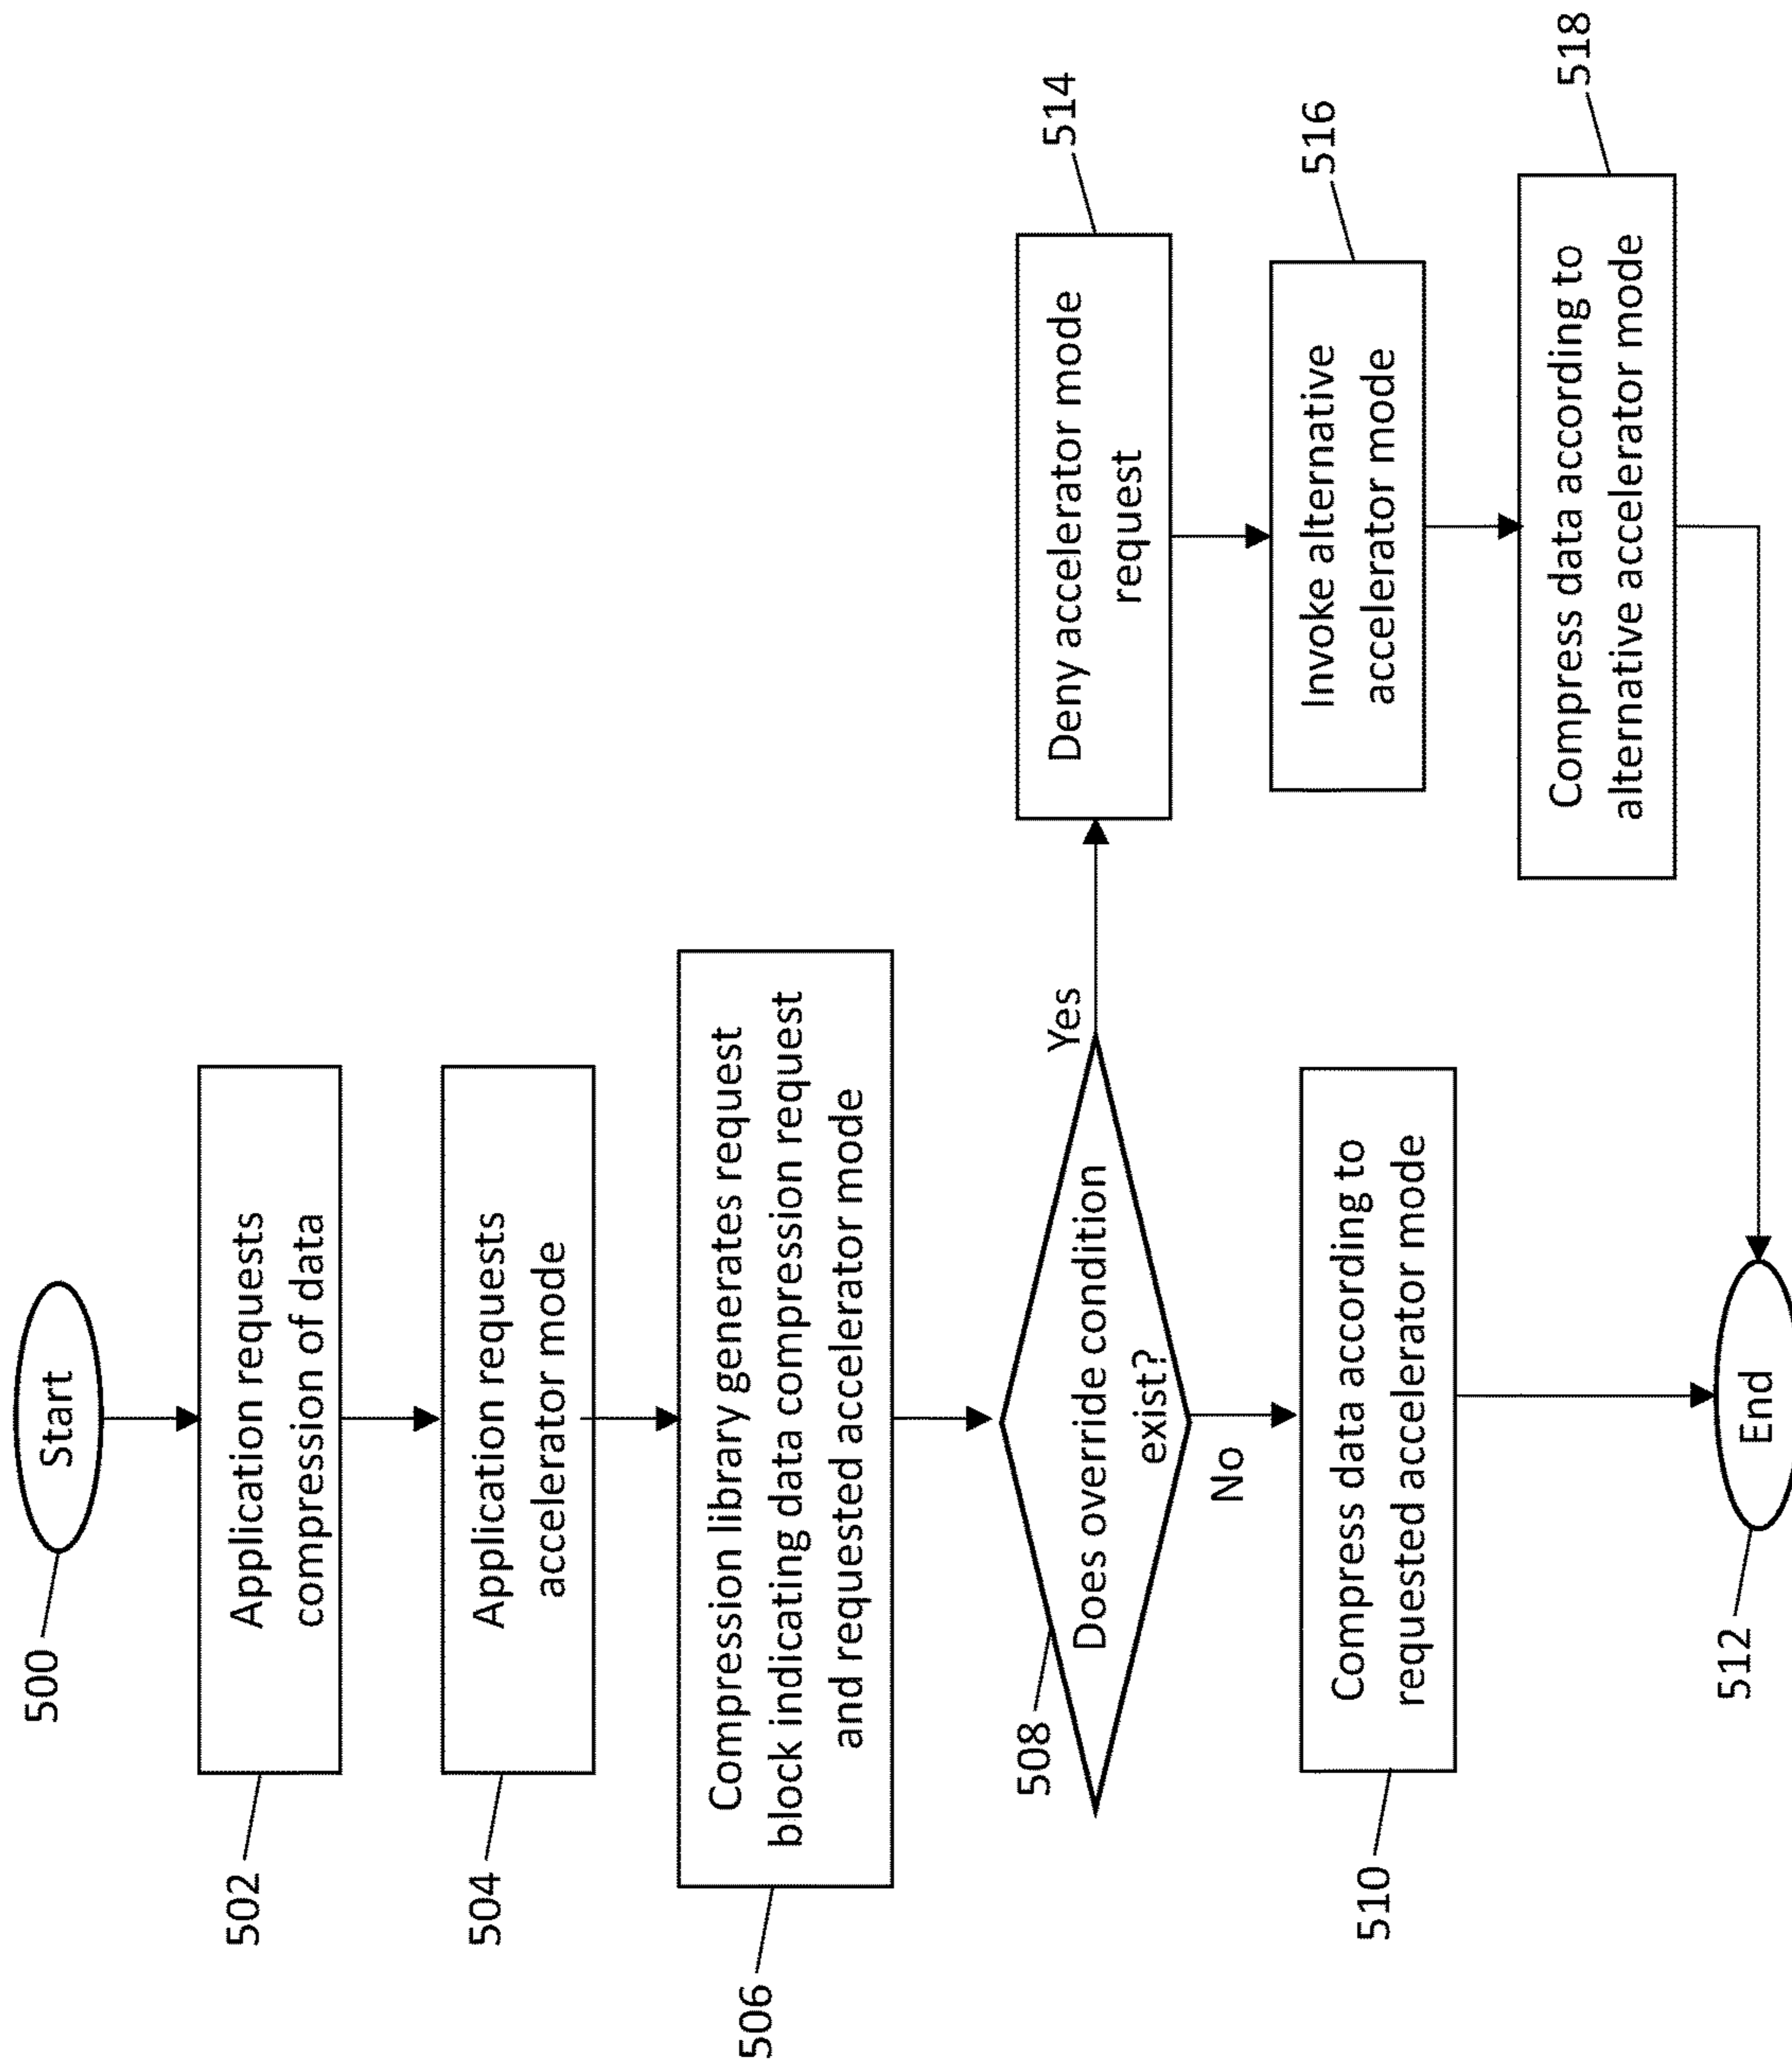 500
Start
502
Application requests
compression of data
504
Application requests
accelerator mode
506
Compression library generates request
block indicating data compression request
and requested accelerator mode
508
Does override condition
exist?
Yes
No
510
Compress data according to
requested accelerator mode
514
Deny accelerator mode
request
516
Invoke alternative
accelerator mode
518
Compress data according to
alternative accelerator mode
512
End